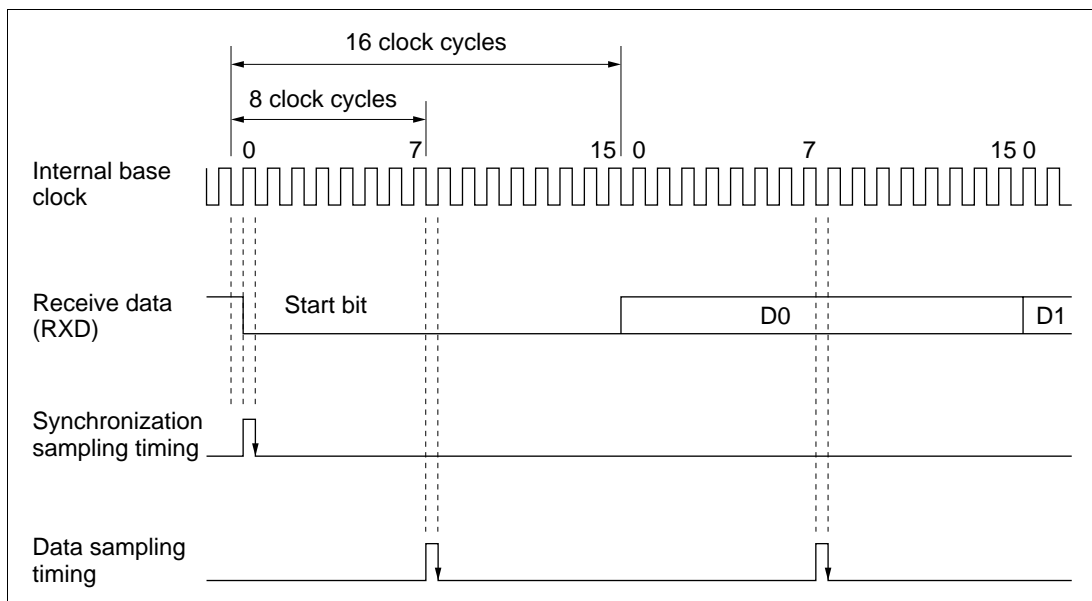 16 clock cycles
8 clock cycles
0 7 15 0 7 15 0
Internal base
clock
Receive data
(RXD)
Start bit
D0
D1
Synchronization
sampling timing
Data sampling
timing